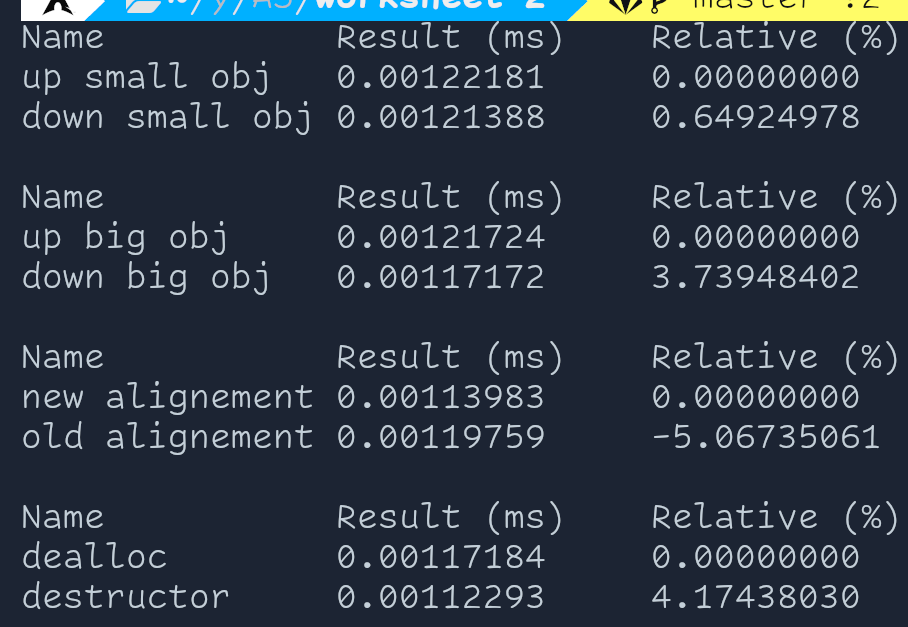 ~/y/AS/worksheet 2 master !2
Name Result (ms) Relative (%)
up small obj 0.00122181 0.00000000
down small obj 0.00121388 0.64924978
Name Result (ms) Relative (%)
up big obj 0.00121724 0.00000000
down big obj 0.00117172 3.73948402
Name Result (ms) Relative (%)
new alignement 0.00113983 0.00000000
old alignement 0.00119759 -5.06735061
Name Result (ms) Relative (%)
dealloc 0.00117184 0.00000000
destructor 0.00112293 4.17438030